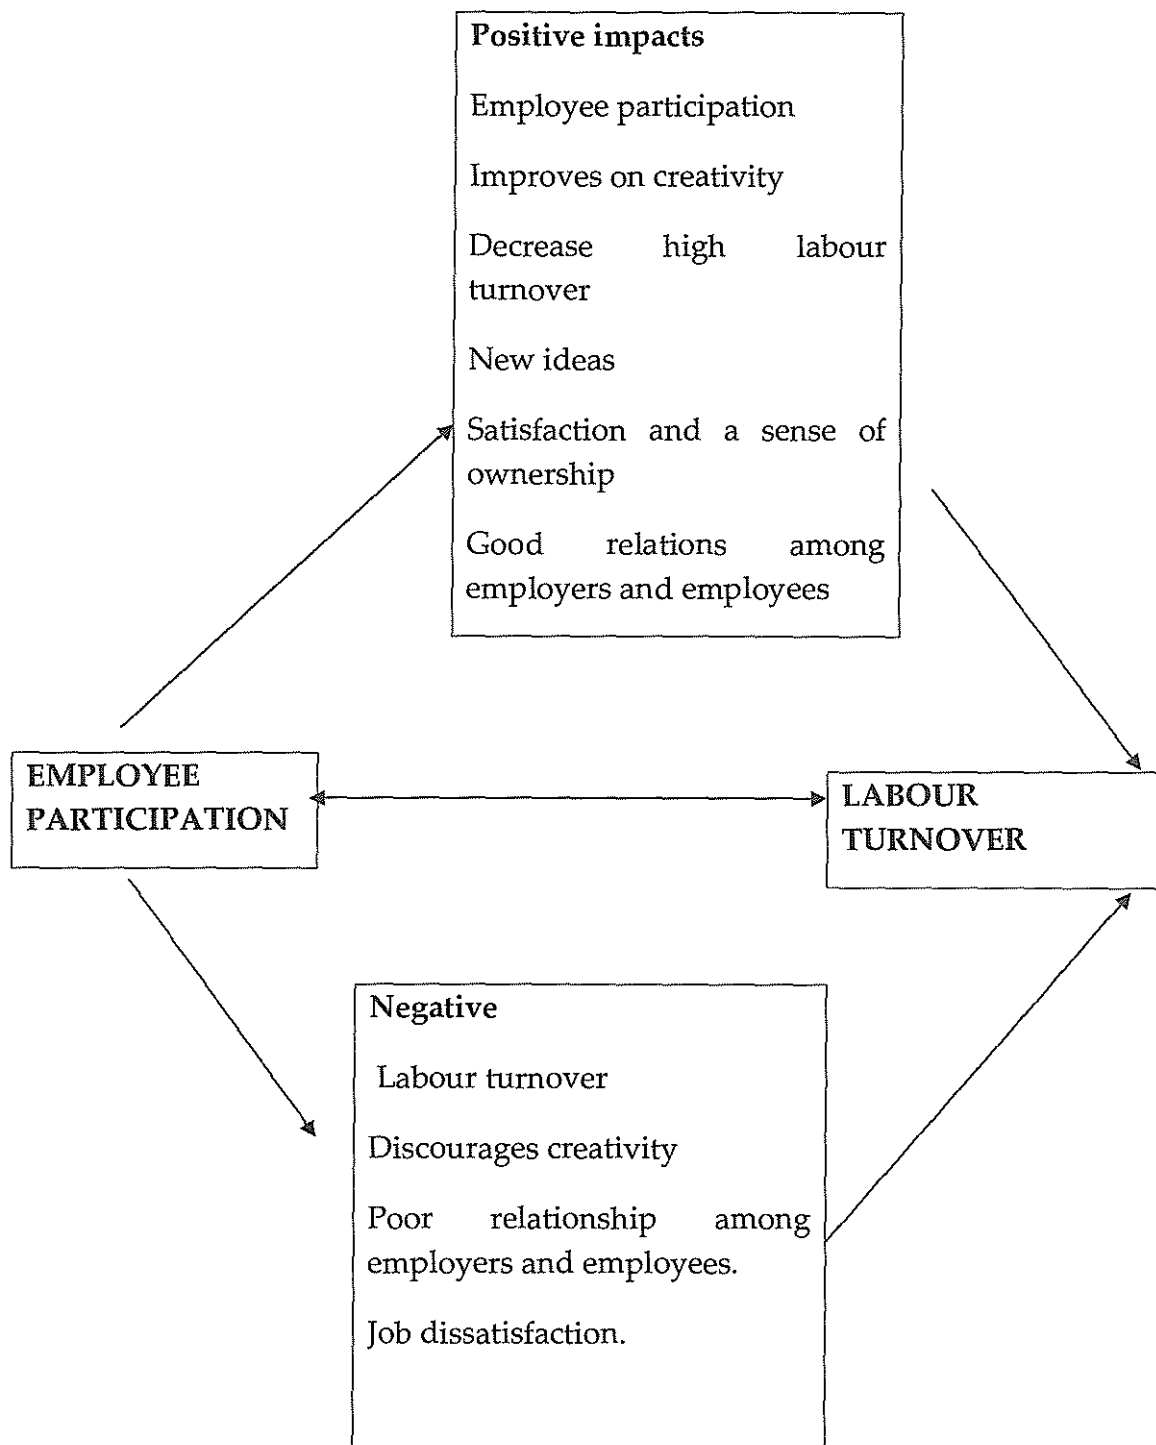 Positive impacts
Employee participation
Improves on creativity
Decrease high labour
turnover
New ideas
Satisfaction and a sense of
ownership
Good relations among
employers and employees
EMPLOYEE
PARTICIPATION
LABOUR
TURNOVER
Negative
Labour turnover
Discourages creativity
Poor relationship among
employers and employees.
Job dissatisfaction.